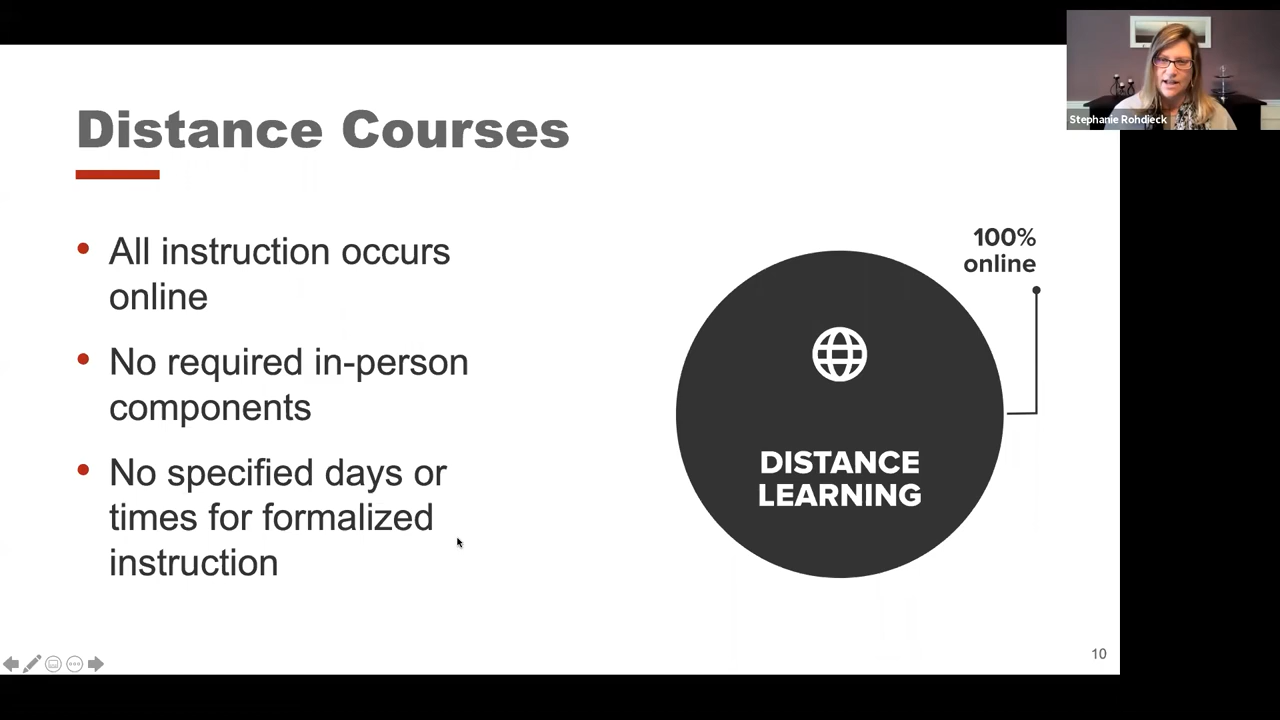 Distance Courses
• All instruction occurs
online
• No required in-person
components
• No specified days or
times for formalized
instruction
100%
online
DISTANCE
LEARNING
10
Stephanie Rohdieck